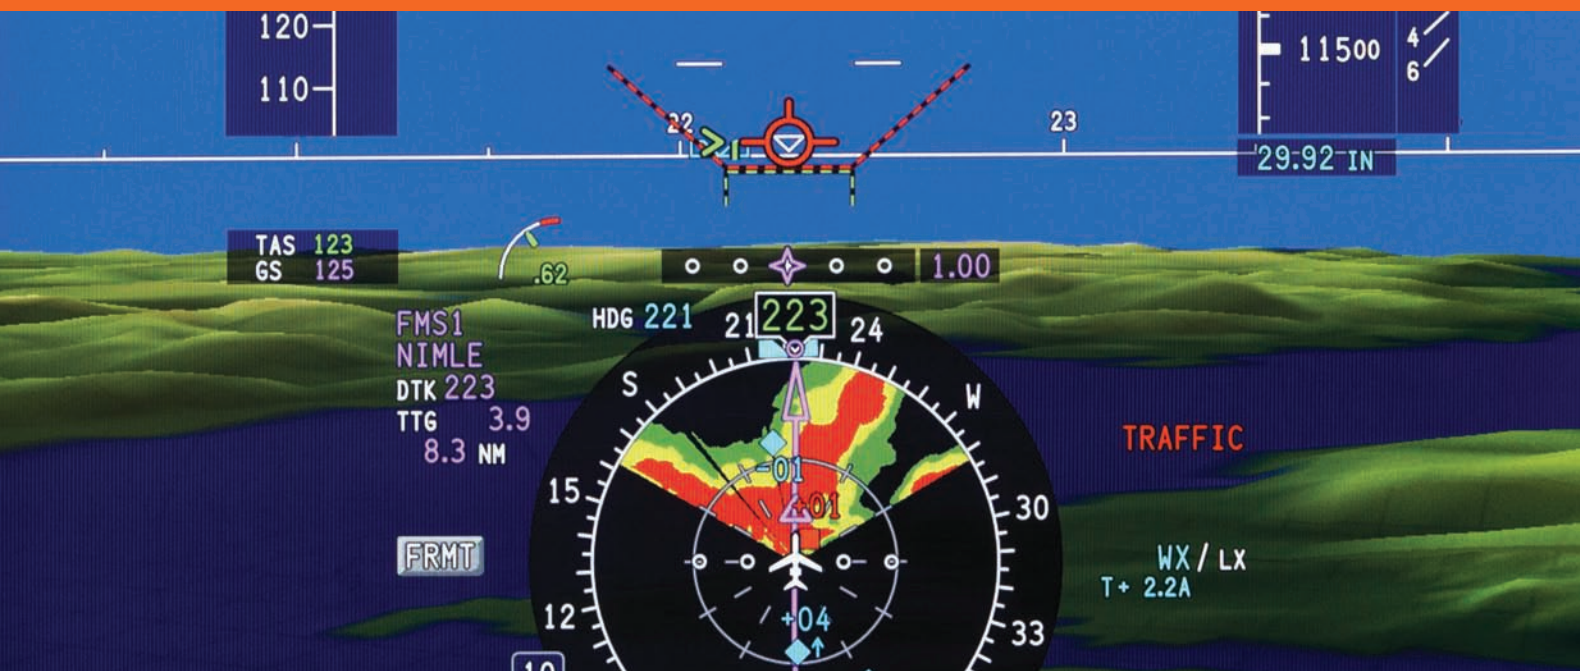 120
110
11500
4
6
22
23
29.92 IN
TAS 123
GS 125
.62
1.00
FMS1
NIMLE
DTK 223
TTG 3.9
8.3 NM
HDG 221
21
223
24
S
W
TRAFFIC
-01
+01
15
30
FRMT
WX / LX
T+ 2.2A
+04
12
33
10